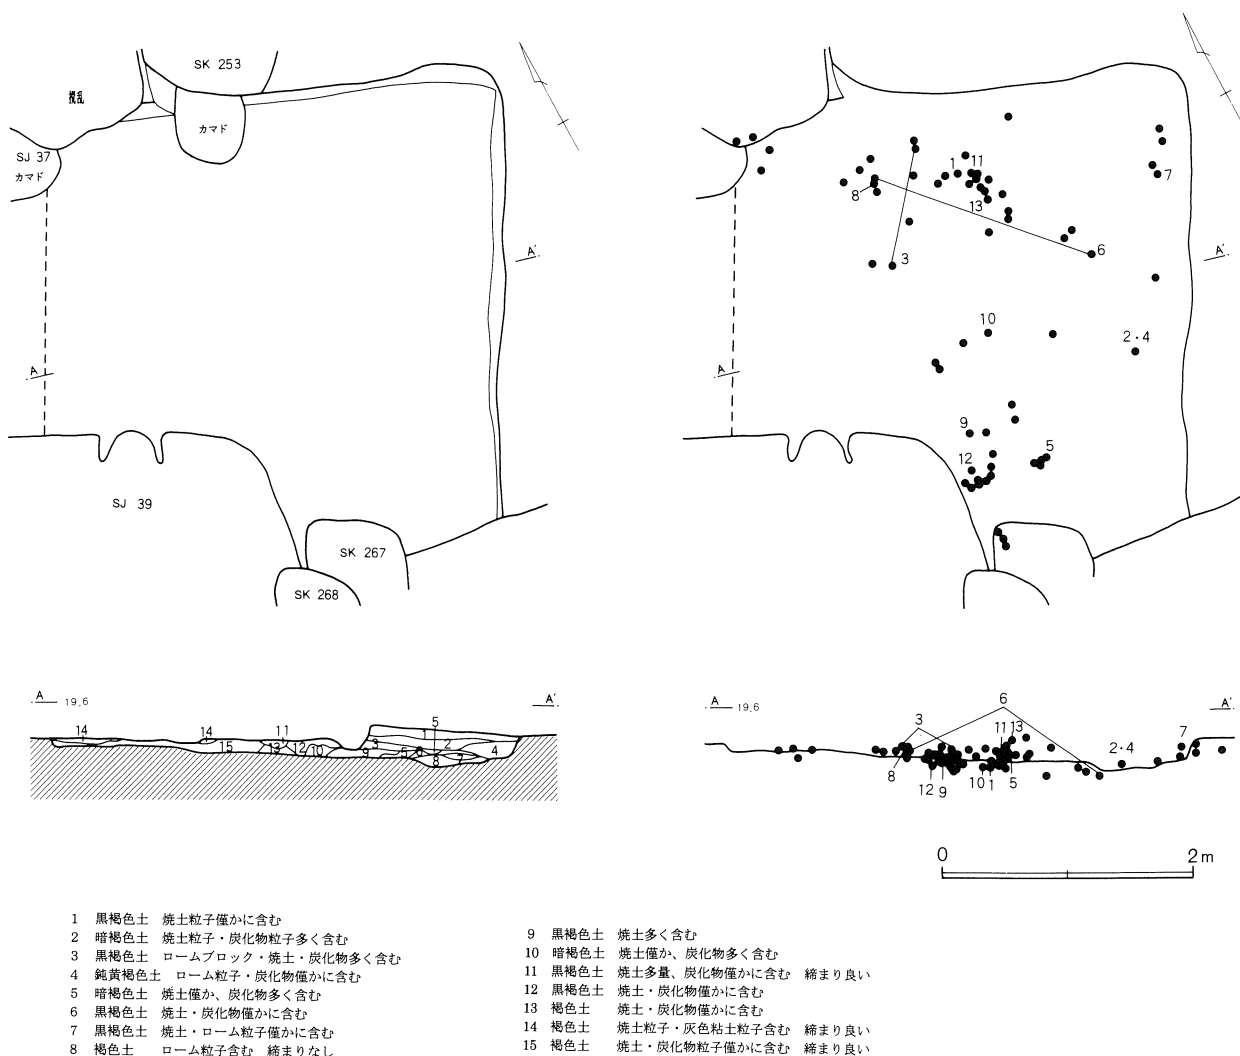 SK 253
攪乱
カマド
SJ 37
カマド
A'
A
SJ 39
SK 267
SK 268
1 11
7
8
13
6
3
A'
10
2・4
A
9
5
12
A 19,6 A'
14 14 11 5
1
15 13 12 10 3 2 4
9 5 6 7
8
A 19,6 A'
6
3 11 13 7
2・4
8 12 9 10 1 5
0 2m
1 黒褐色土 焼土粒子僅かに含む
2 暗褐色土 焼土粒子・炭化物粒子多く含む
3 黒褐色土 ロームブロック・焼土・炭化物多く含む
4 鈍黄褐色土 ローム粒子・炭化物僅かに含む
5 暗褐色土 焼土僅か、炭化物多く含む
6 黒褐色土 焼土・炭化物僅かに含む
7 黒褐色土 焼土・ローム粒子僅かに含む
8 褐色土 ローム粒子含む 締まりなし
9 黒褐色土 焼土多く含む
10 暗褐色土 焼土僅か、炭化物多く含む
11 黒褐色土 焼土多量、炭化物僅かに含む 締まり良い
12 黒褐色土 焼土・炭化物僅かに含む
13 褐色土 焼土・炭化物僅かに含む
14 褐色土 焼土粒子・灰色粘土粒子含む 締まり良い
15 褐色土 焼土・炭化物粒子僅かに含む 締まり良い